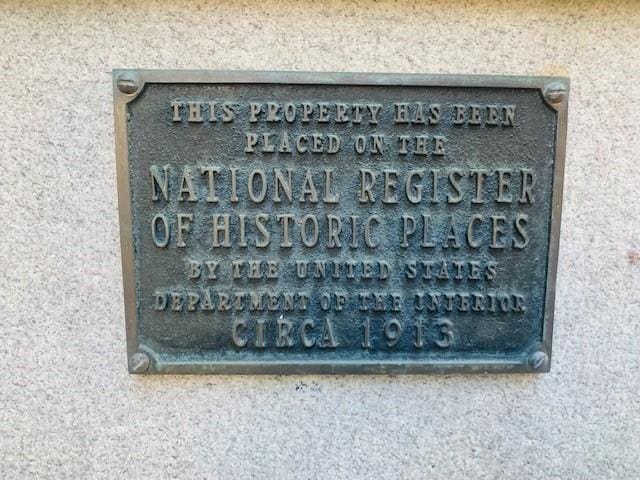 THIS PROPERTY HAS BEEN
PLACED ON THE
NATIONAL REGISTER
OF HISTORIC PLACES
BY THE UNITED STATES
DEPARTMENT OF THE INTERIOR
CIRCA 1913